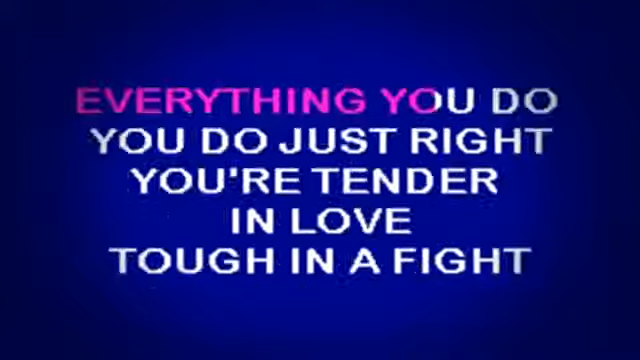 EVERYTHING YOU DO
YOU DO JUST RIGHT
YOU'RE TENDER
IN LOVE
TOUGH IN A FIGHT